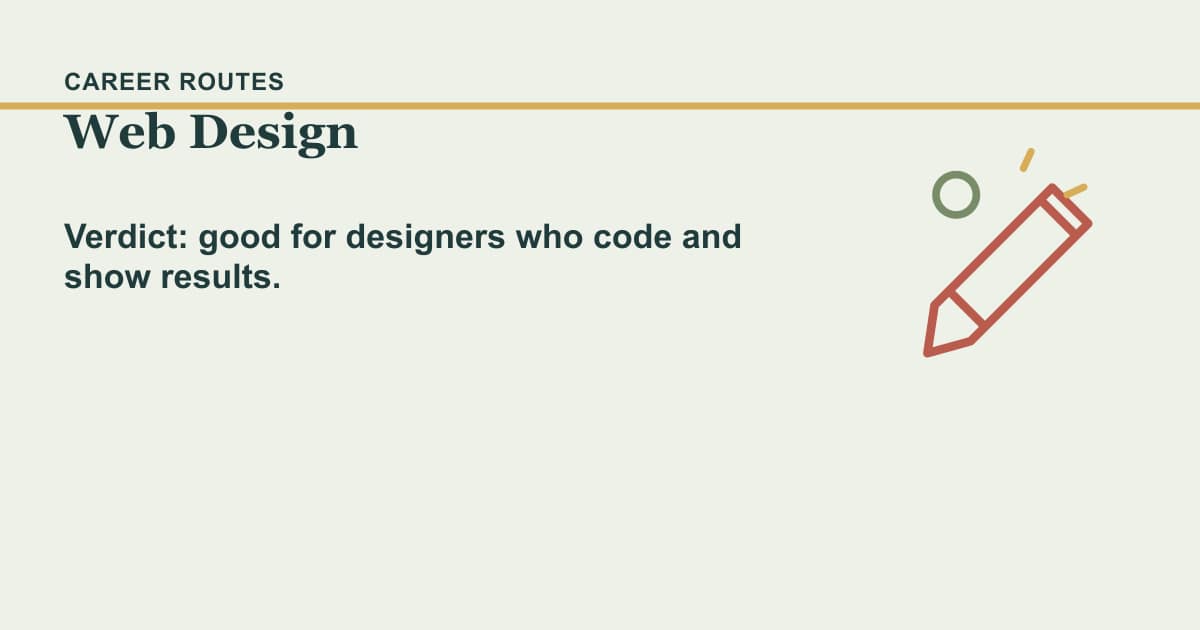 CAREER ROUTES
Web Design
Verdict: good for designers who code and
show results.